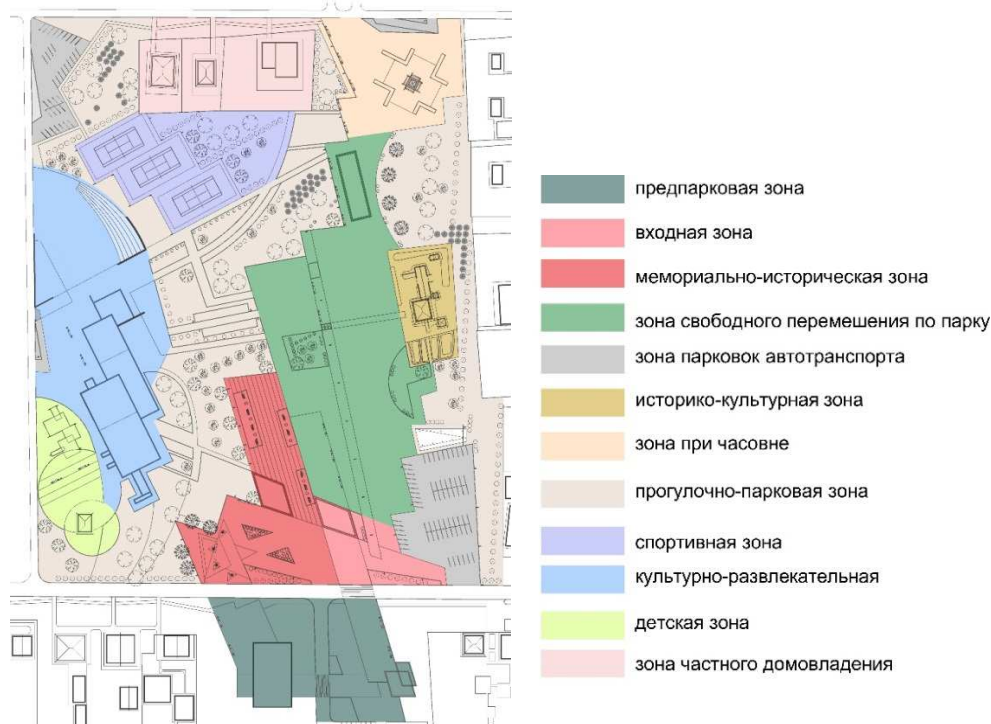 предпарковая зона
входная зона
мемориально-историческая зона
зона свободного перемешения по парку
зона парковок автотранспорта
историко-культурная зона
зона при часовне
прогулочно-парковая зона
спортивная зона
культурно-развлекательная
детская зона
зона частного домовладения